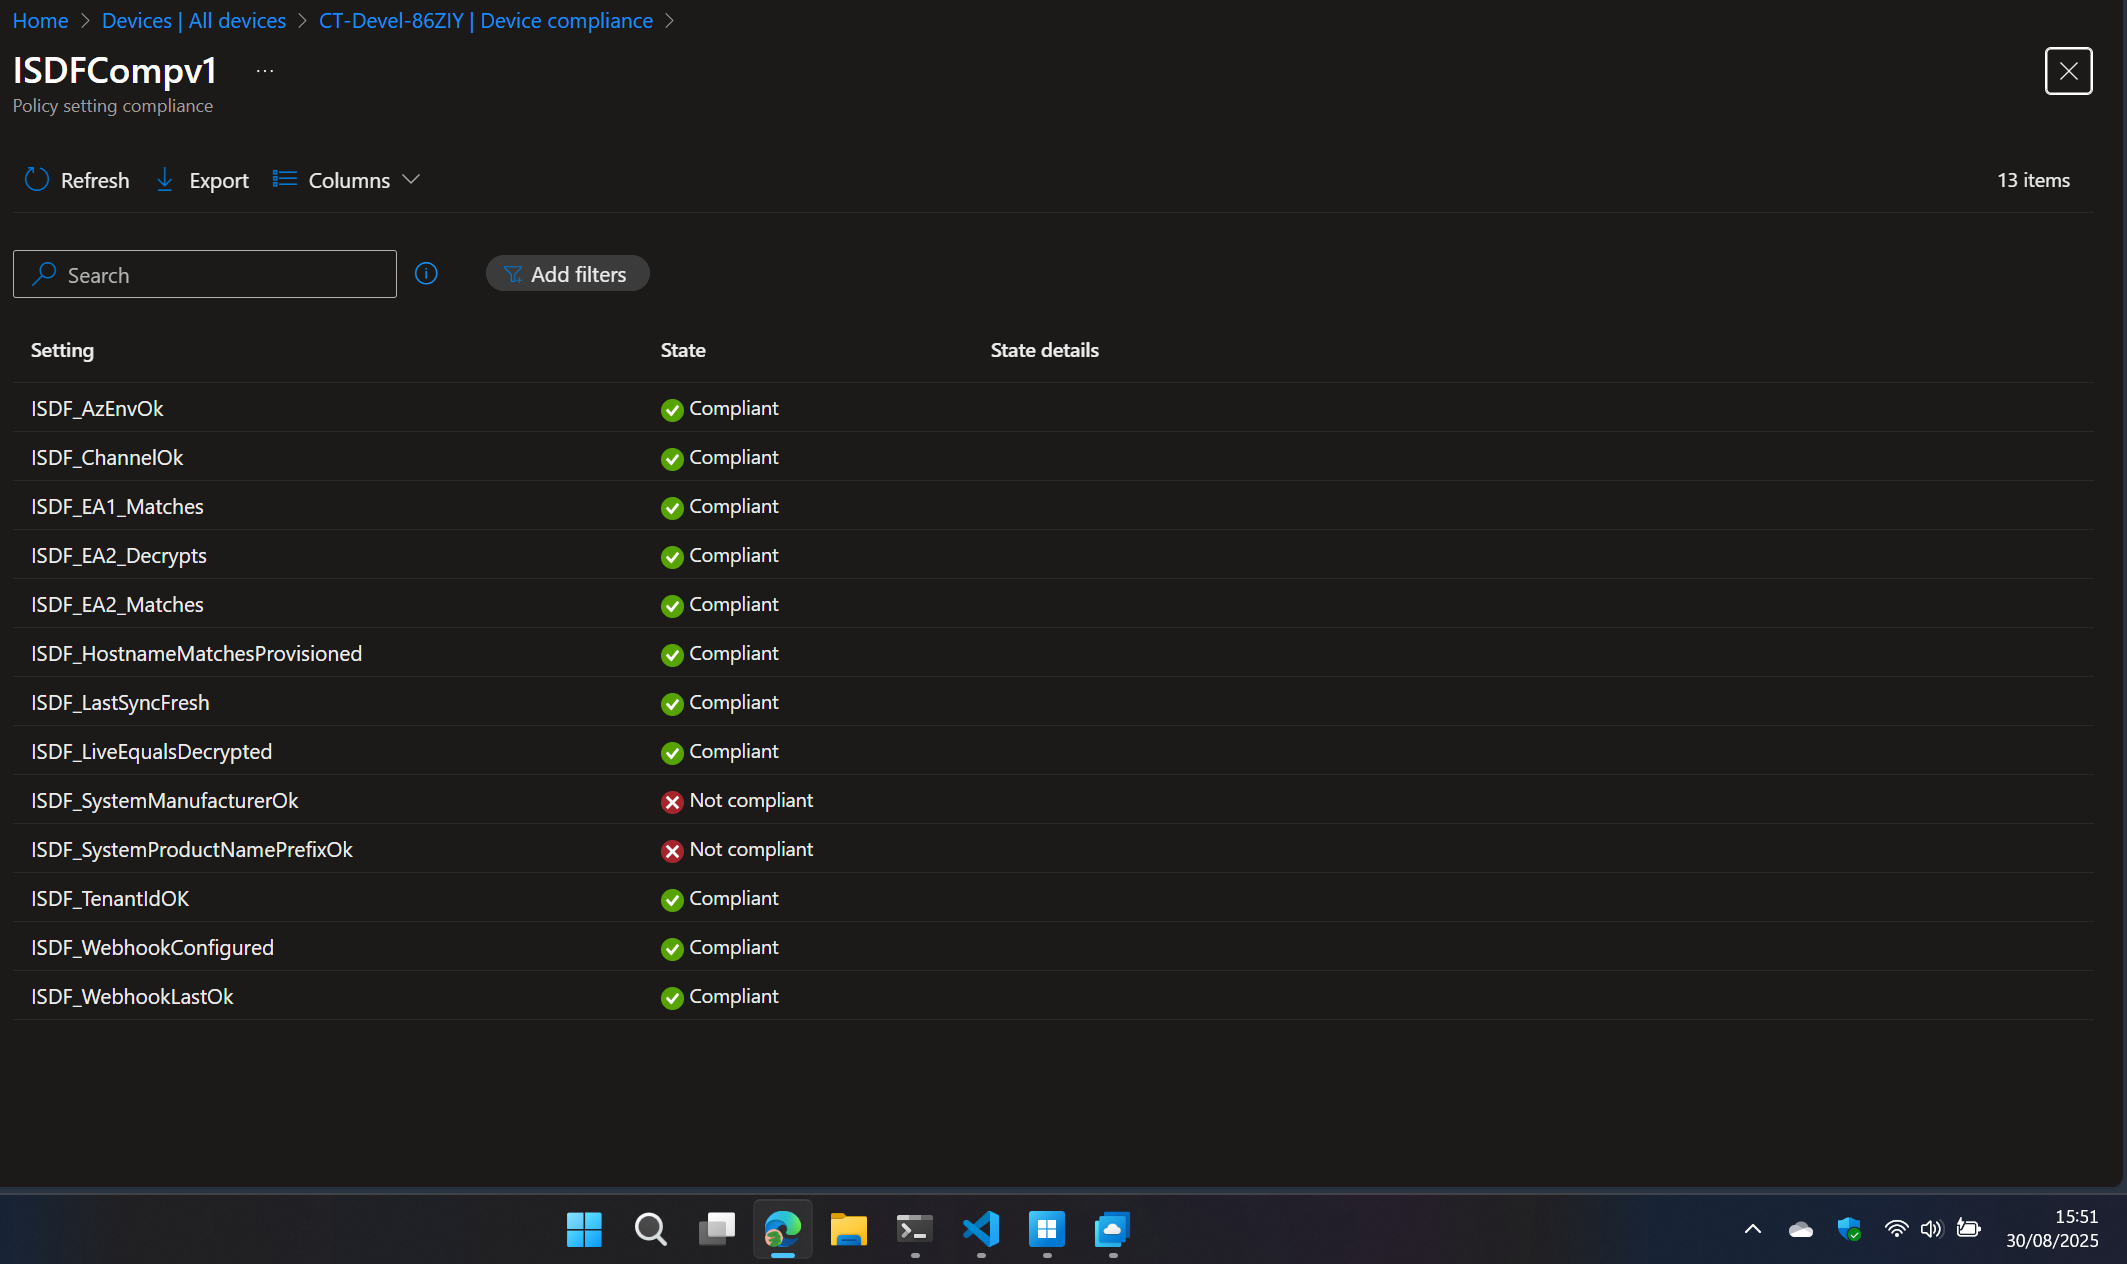 Home > Devices | All devices > CT-Devel-86ZIY | Device compliance >
ISDFCompv1 ...
Policy setting compliance
Refresh Export Columns 13 items
Search Add filters
Setting State State details
ISDF_AzEnvOk Compliant
ISDF_ChannelOk Compliant
ISDF_EA1_Matches Compliant
ISDF_EA2_Decrypts Compliant
ISDF_EA2_Matches Compliant
ISDF_HostnameMatchesProvisioned Compliant
ISDF_LastSyncFresh Compliant
ISDF_LiveEqualsDecrypted Compliant
ISDF_SystemManufacturerOk Not compliant
ISDF_SystemProductNamePrefixOk Not compliant
ISDF_TenantIdOK Compliant
ISDF_WebhookConfigured Compliant
ISDF_WebhookLastOk Compliant
15:51
30/08/2025